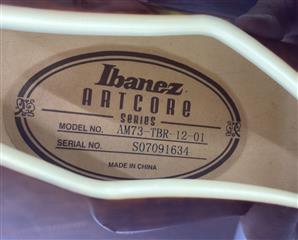 Ibanez
ARTCORE
SERIES
MODEL NO. AM73-TBR-12-01
SERIAL NO. S07091634
MADE IN CHINA